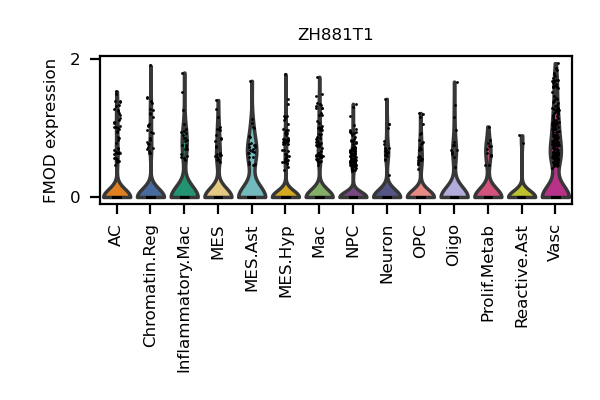 ZH881T1
FMOD expression
2
0
AC
Chromatin.Reg
Inflammatory.Mac
MES
MES.Ast
MES.Hyp
Mac
NPC
Neuron
OPC
Oligo
Prolif.Metab
Reactive.Ast
Vasc